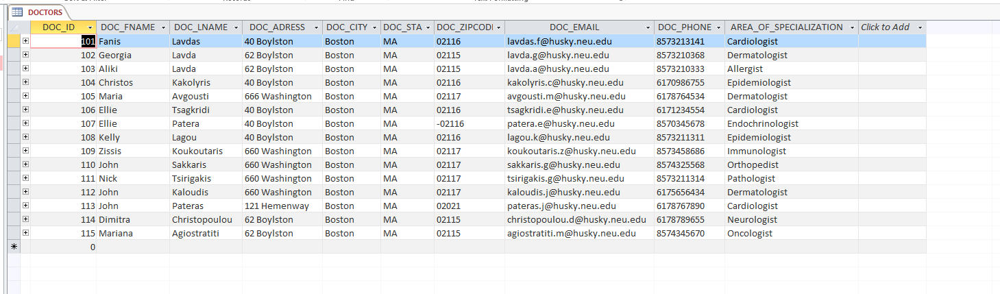 DOCTORS
DOC_ID DOC_FNAME DOC_LNAME DOC_ADRESS DOC_CITY DOC_STA DOC_ZIPCODI DOC_EMAIL DOC_PHONE AREA_OF_SPECIALIZATION Click to Add
101 Fanis Lavdas 40 Boylston Boston MA 02116 lavdas.f@husky.neu.edu 8573213141 Cardiologist
102 Georgia Lavda 62 Boylston Boston MA 02115 lavda.g@husky.neu.edu 8573210368 Dermatologist
103 Aliki Lavda 62 Boylston Boston MA 02115 lavda.a@husky.neu.edu 8573210333 Allergist
104 Christos Kakolyris 40 Boylston Boston MA 02116 kakolyris.c@husky.neu.edu 6170986755 Epidemiologist
105 Maria Avgousti 666 Washington Boston MA 02117 avgousti.m@husky.neu.edu 6178764534 Dermatologist
106 Ellie Tsagkridi 40 Boylston Boston MA 02116 tsagkridi.e@husky.neu.edu 6171234554 Cardiologist
107 Ellie Patera 40 Boylston Boston MA -02116 patera.e@husky.neu.edu 8570345678 Endocrinologist
108 Kelly Lagou 40 Boylston Boston MA 02116 lagou.k@husky.neu.edu 8573211311 Epidemiologist
109 Zissis Koukoutaris 660 Washington Boston MA 02117 koukoutaris.z@husky.neu.edu 8573458686 Immunologist
110 John Sakkaris 660 Washington Boston MA 02117 sakkaris.g@husky.neu.edu 8574325568 Orthopedist
111 Nick Tsirigakis 660 Washington Boston MA 02117 tsirigakis.g@husky.neu.edu 8573211314 Pathologist
112 John Kaloudis 660 Washington Boston MA 02117 kaloudis.j@husky.neu.edu 6175656434 Dermatologist
113 John Pateras 121 Hemenway Boston MA 02021 pateras.j@husky.neu.edu 6178767890 Cardiologist
114 Dimitra Christopoulou 62 Boylston Boston MA 02115 christopoulou.d@husky.neu.edu 6178789655 Neurologist
115 Mariana Agiostratiti 62 Boylston Boston MA 02115 agiostratiti.m@husky.neu.edu 8574345670 Oncologist
0